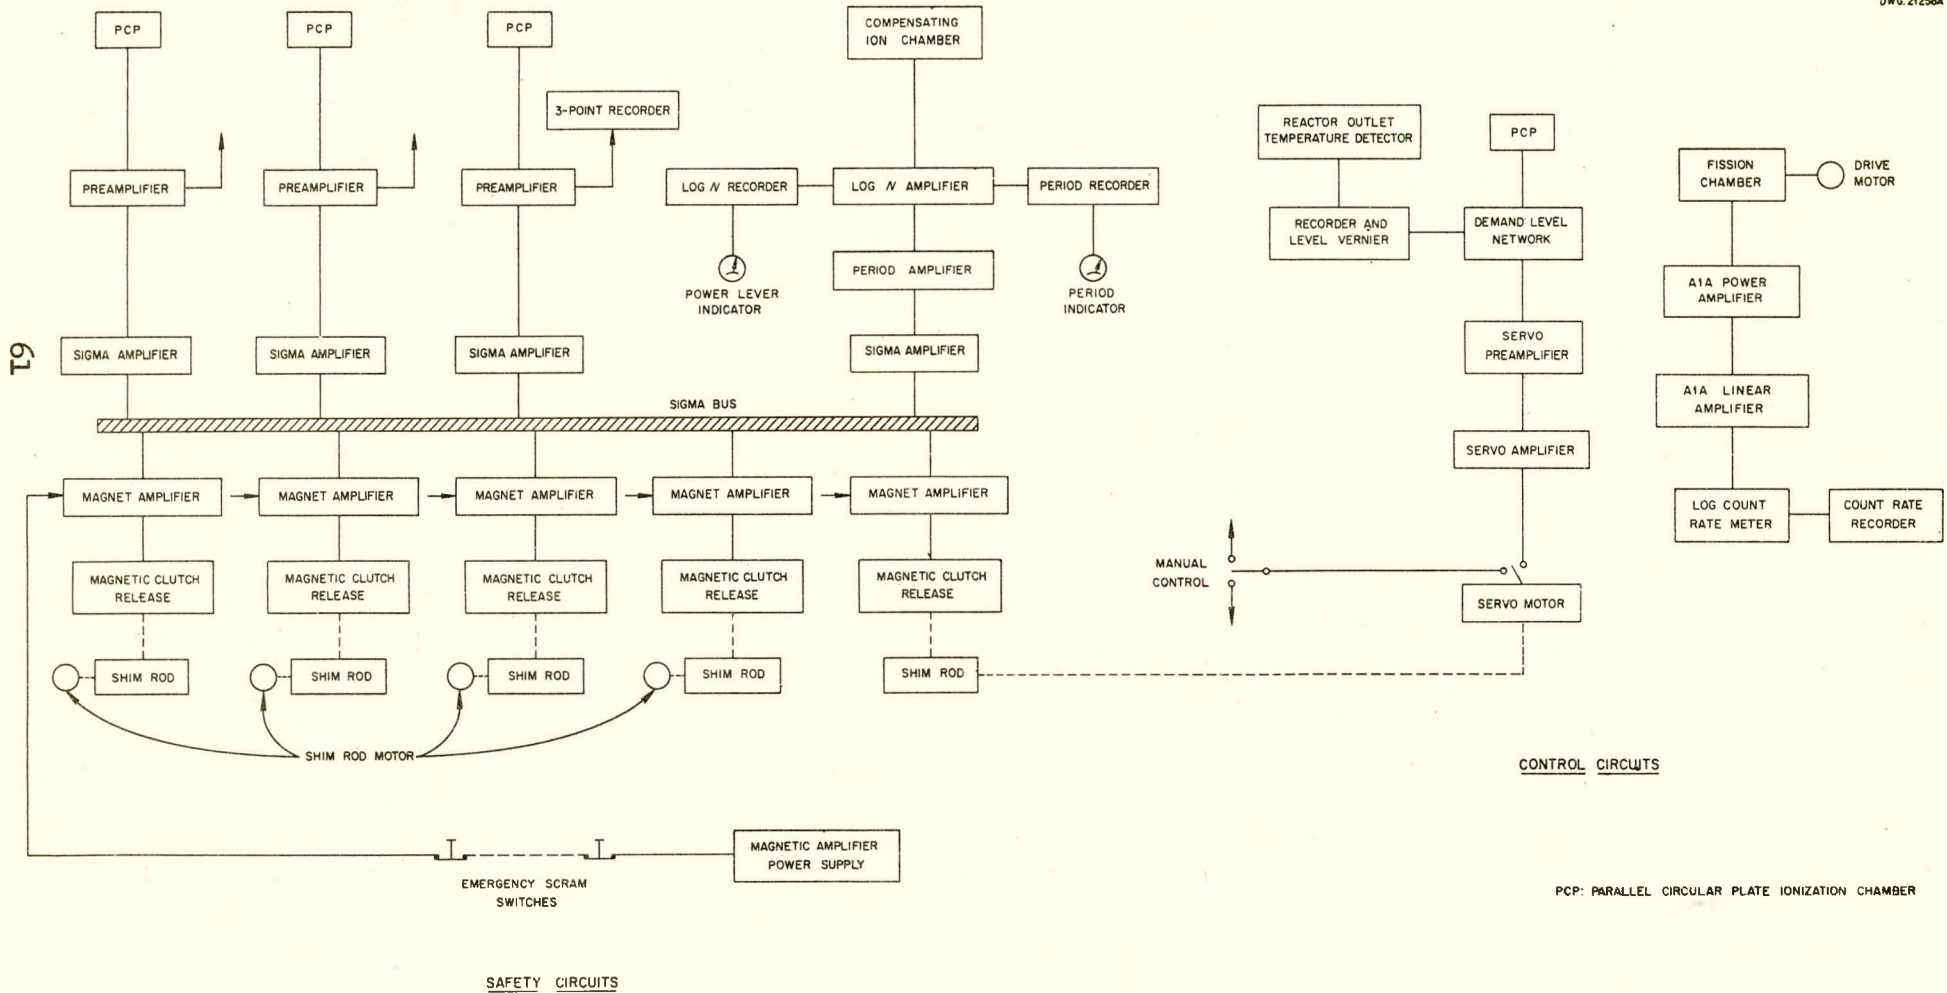 DWG. 21258A
PCP
PCP
PCP
COMPENSATING
ION CHAMBER
3-POINT RECORDER
REACTOR OUTLET
TEMPERATURE DETECTOR
PCP
FISSION
CHAMBER
DRIVE
MOTOR
PREAMPLIFIER
PREAMPLIFIER
PREAMPLIFIER
LOG N RECORDER
LOG N AMPLIFIER
PERIOD RECORDER
RECORDER AND
LEVEL VERNIER
DEMAND LEVEL
NETWORK
PERIOD AMPLIFIER
POWER LEVER
INDICATOR
PERIOD
INDICATOR
A1A POWER
AMPLIFIER
SERVO
PREAMPLIFIER
61
SIGMA AMPLIFIER
SIGMA AMPLIFIER
SIGMA AMPLIFIER
SIGMA AMPLIFIER
A1A LINEAR
AMPLIFIER
SIGMA BUS
SERVO AMPLIFIER
MAGNET AMPLIFIER
MAGNET AMPLIFIER
MAGNET AMPLIFIER
MAGNET AMPLIFIER
MAGNET AMPLIFIER
LOG COUNT
RATE METER
COUNT RATE
RECORDER
MAGNETIC CLUTCH
RELEASE
MAGNETIC CLUTCH
RELEASE
MAGNETIC CLUTCH
RELEASE
MAGNETIC CLUTCH
RELEASE
MAGNETIC CLUTCH
RELEASE
MANUAL
CONTROL
SERVO MOTOR
SHIM ROD
SHIM ROD
SHIM ROD
SHIM ROD
SHIM ROD
SHIM ROD MOTOR
CONTROL CIRCUITS
MAGNETIC AMPLIFIER
POWER SUPPLY
EMERGENCY SCRAM
SWITCHES
PCP: PARALLEL CIRCULAR PLATE IONIZATION CHAMBER
SAFETY CIRCUITS